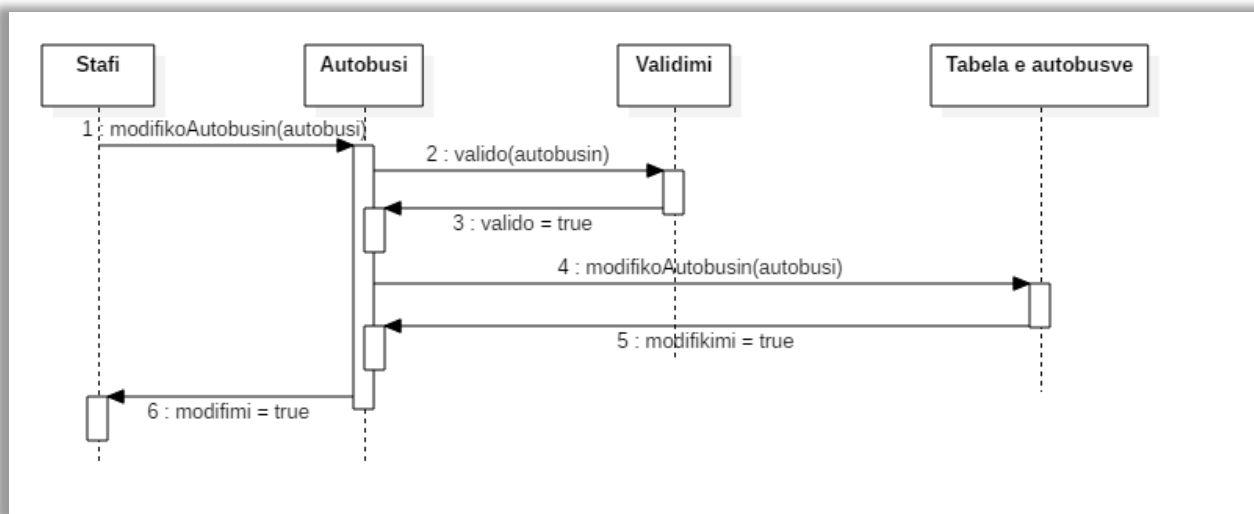 Stafi
Autobusi
Validimi
Tabela e autobusve
1 : modifikoAutobusin(autobusi)
2 : valido(autobusin)
3 : valido = true
4 : modifikoAutobusin(autobusi)
5 : modifikimi = true
6 : modifimi = true